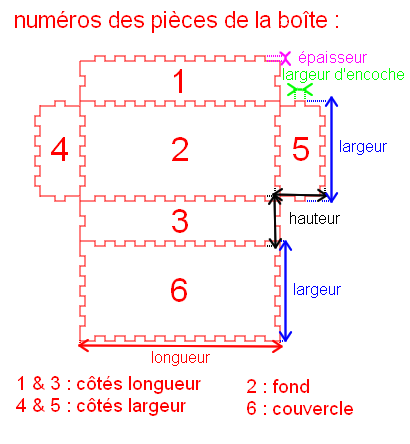 numéros des pièces de la boîte :
épaisseur
largeur d'encoche
1
4
2
5
largeur
3
hauteur
6
largeur
longueur
1 & 3 : côtés longueur
4 & 5 : côtés largeur
2 : fond
6 : couvercle